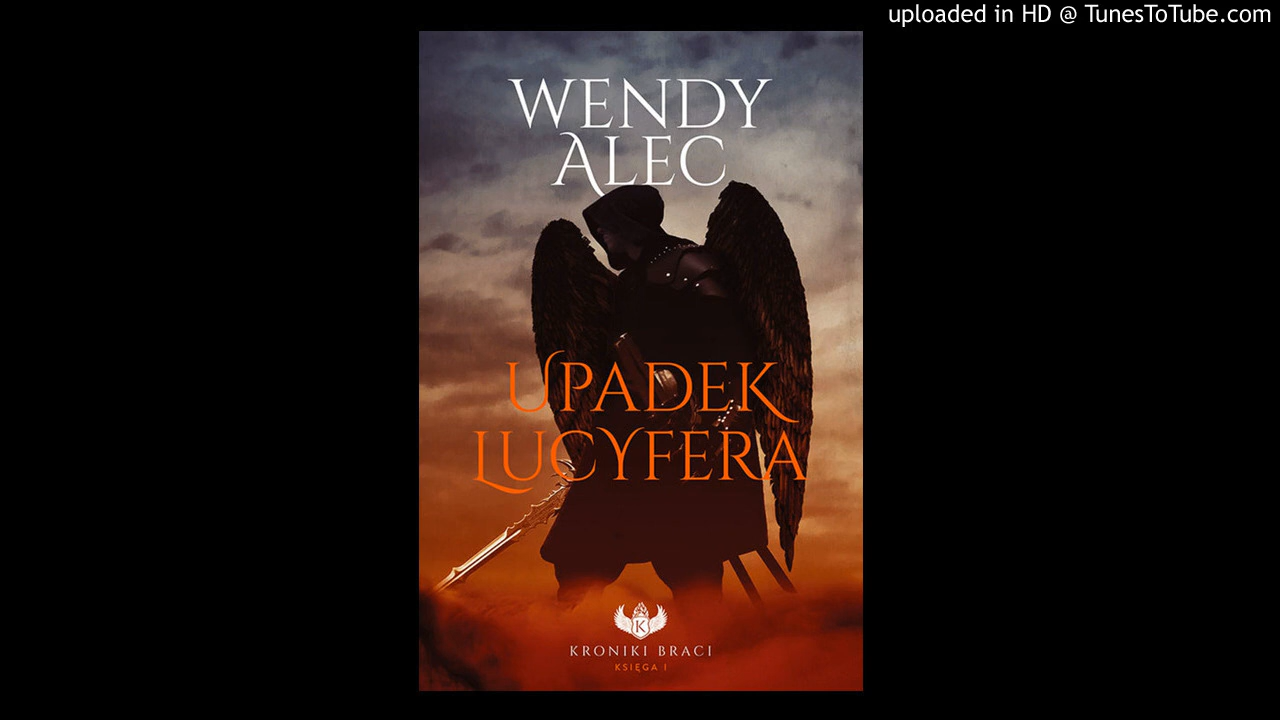 uploaded in HD @ TunesToTube.com
WENDY
ALEC
UPADEK
LUCYFERA
K
KRONIKI BRACI
KSIĘGA I